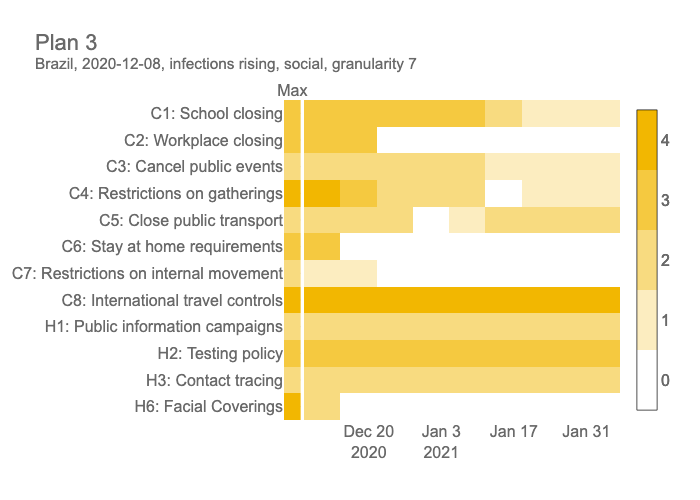 Plan 3
Brazil, 2020-12-08, infections rising, social, granularity 7
Max
C1: School closing
C2: Workplace closing
C3: Cancel public events
C4: Restrictions on gatherings
C5: Close public transport
C6: Stay at home requirements
C7: Restrictions on internal movement
C8: International travel controls
H1: Public information campaigns
H2: Testing policy
H3: Contact tracing
H6: Facial Coverings
4
3
2
1
0
Dec 20 Jan 3 Jan 17 Jan 31
2020 2021